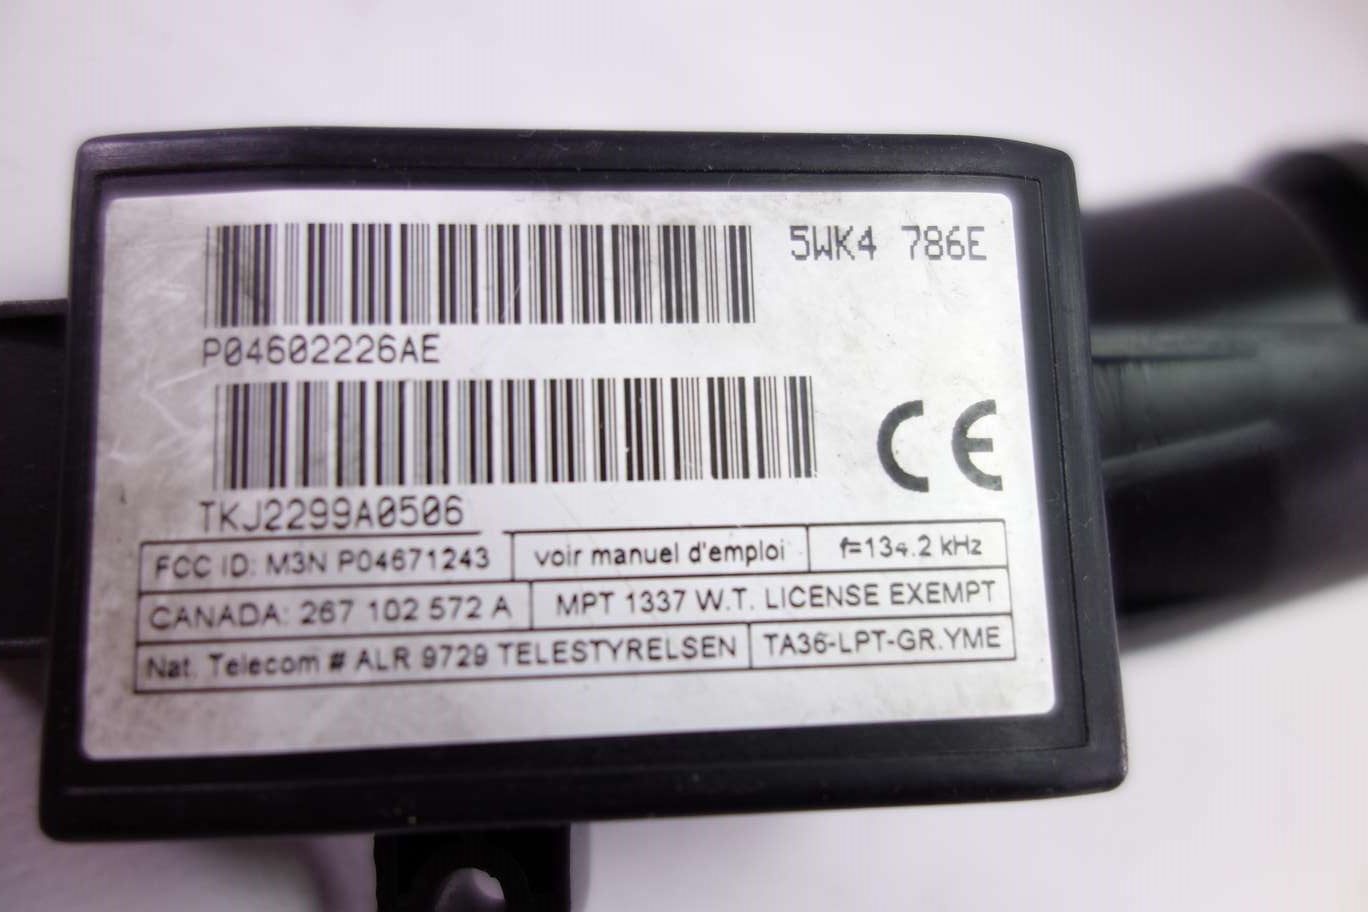 5WK4 786E
P04602226AE
CE
TKJ2299A0506
FCC ID: M3N P04671243 voir manuel d'emploi f=134.2 kHz
CANADA: 267 102 572 A MPT 1337 W.T. LICENSE EXEMPT
Nat. Telecom # ALR 9729 TELESTYRELSEN TA36-LPT-GR.YME